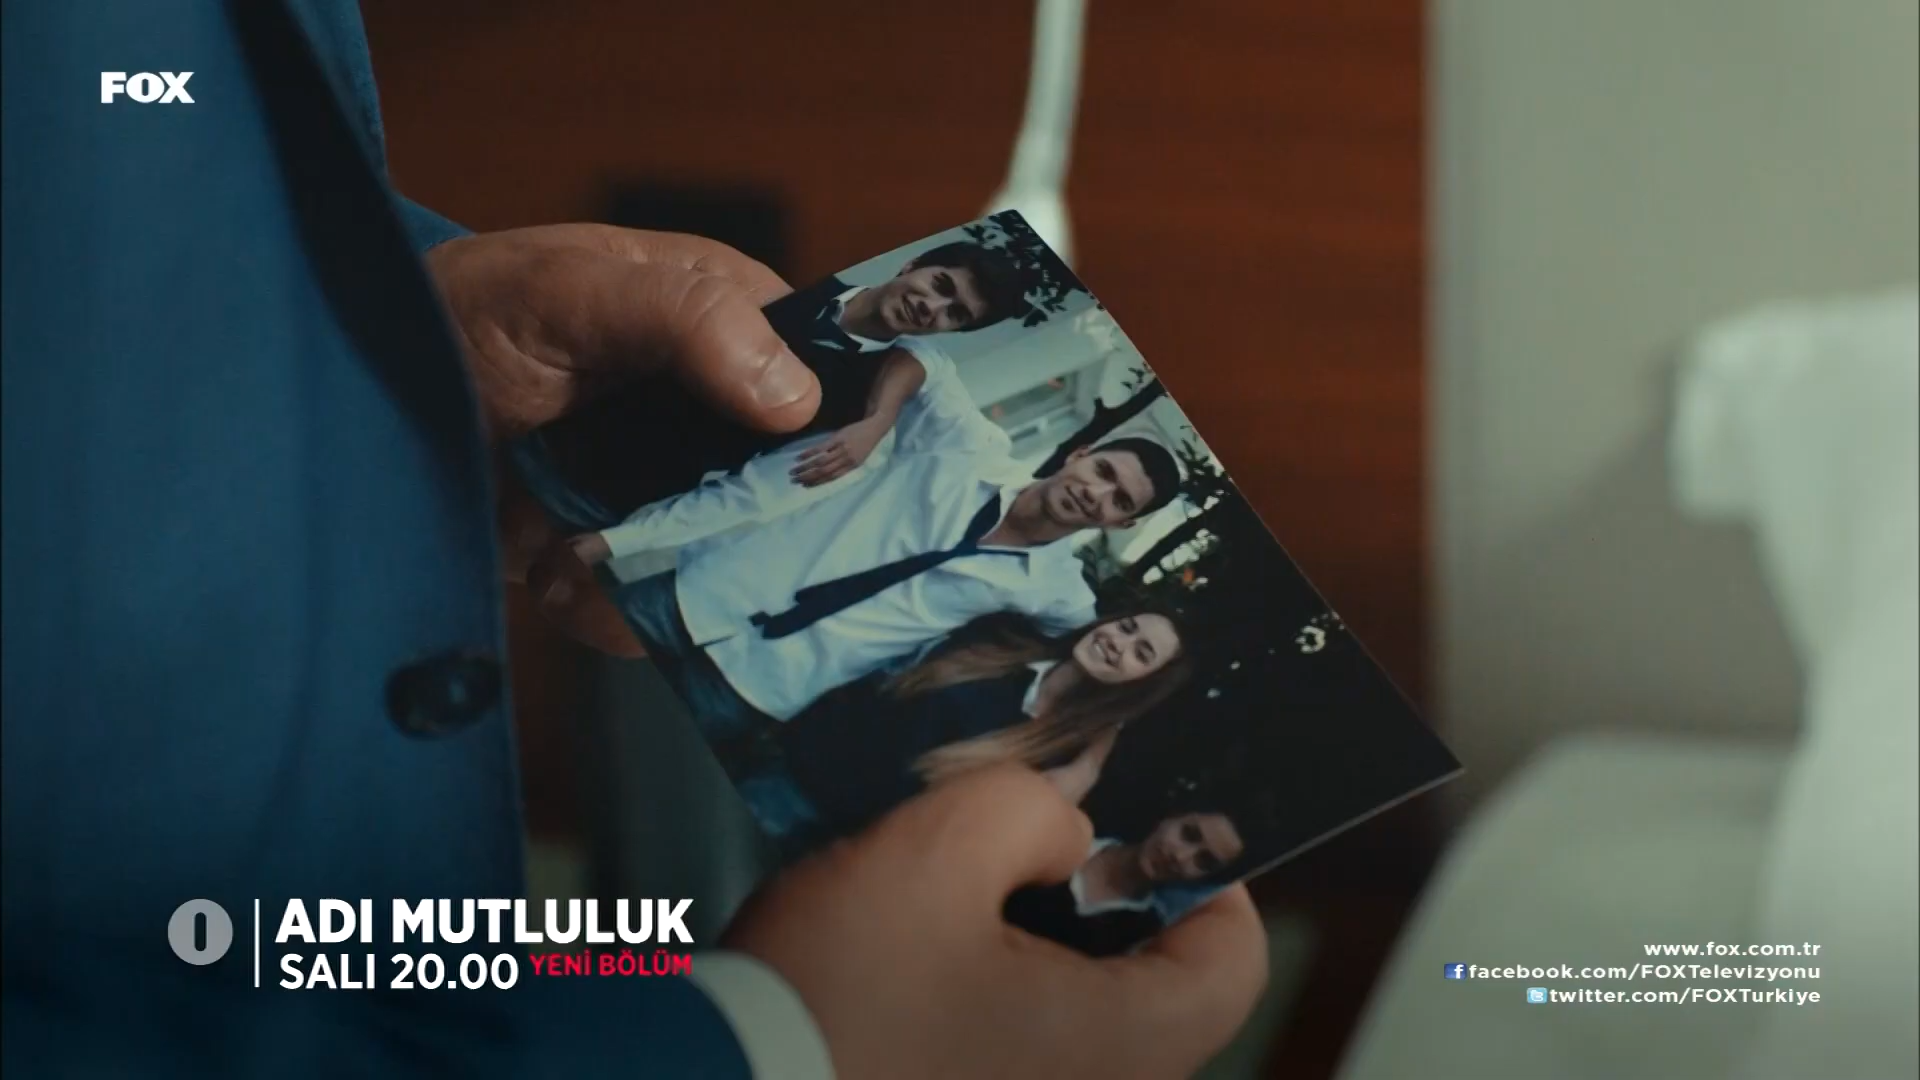 FOX
ADI MUTLULUK
SALI 20.00 YENİ BÖLÜM
www.fox.com.tr
facebook.com/FOXTelevizyonu
twitter.com/FOXTurkiye